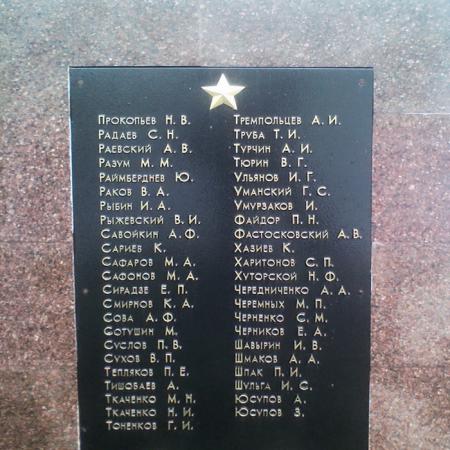 Прокопьев Н. В.
Радаев С. Н.
Раевский А. В.
Разум М. М.
Раймберднев Ю.
Раков В. А.
Рыбин И. А.
Рыжевский В. И.
Савойкин А. Ф.
Сариев К.
Сафаров М. А.
Сафонов М. А.
Сирадзе Е. П.
Смирнов К. А.
Сова А. Ф.
Сотушин М.
Суслов П. В.
Сухов В. П.
Тепляков П. Е.
Тишобаев А.
Ткаченко М. Н.
Ткаченко Н. И.
Тоненков Г. И.
Тремпольцев А. И.
Труба Т. И.
Турчин А. И.
Тюрин В. Г.
Ульянов И. Г.
Уманский Г. С.
Умурзаков И.
Файдор П. Н.
Фастосковский А. В.
Хазиев К.
Харитонов С. П.
Хуторской Н. Ф.
Чередниченко А. А.
Черемных М. П.
Черненко С. М.
Черников Е. А.
Шавырин И. В.
Шмаков А. А.
Шпак П. И.
Шульга И. С.
Юсупов А.
Юсупов З.